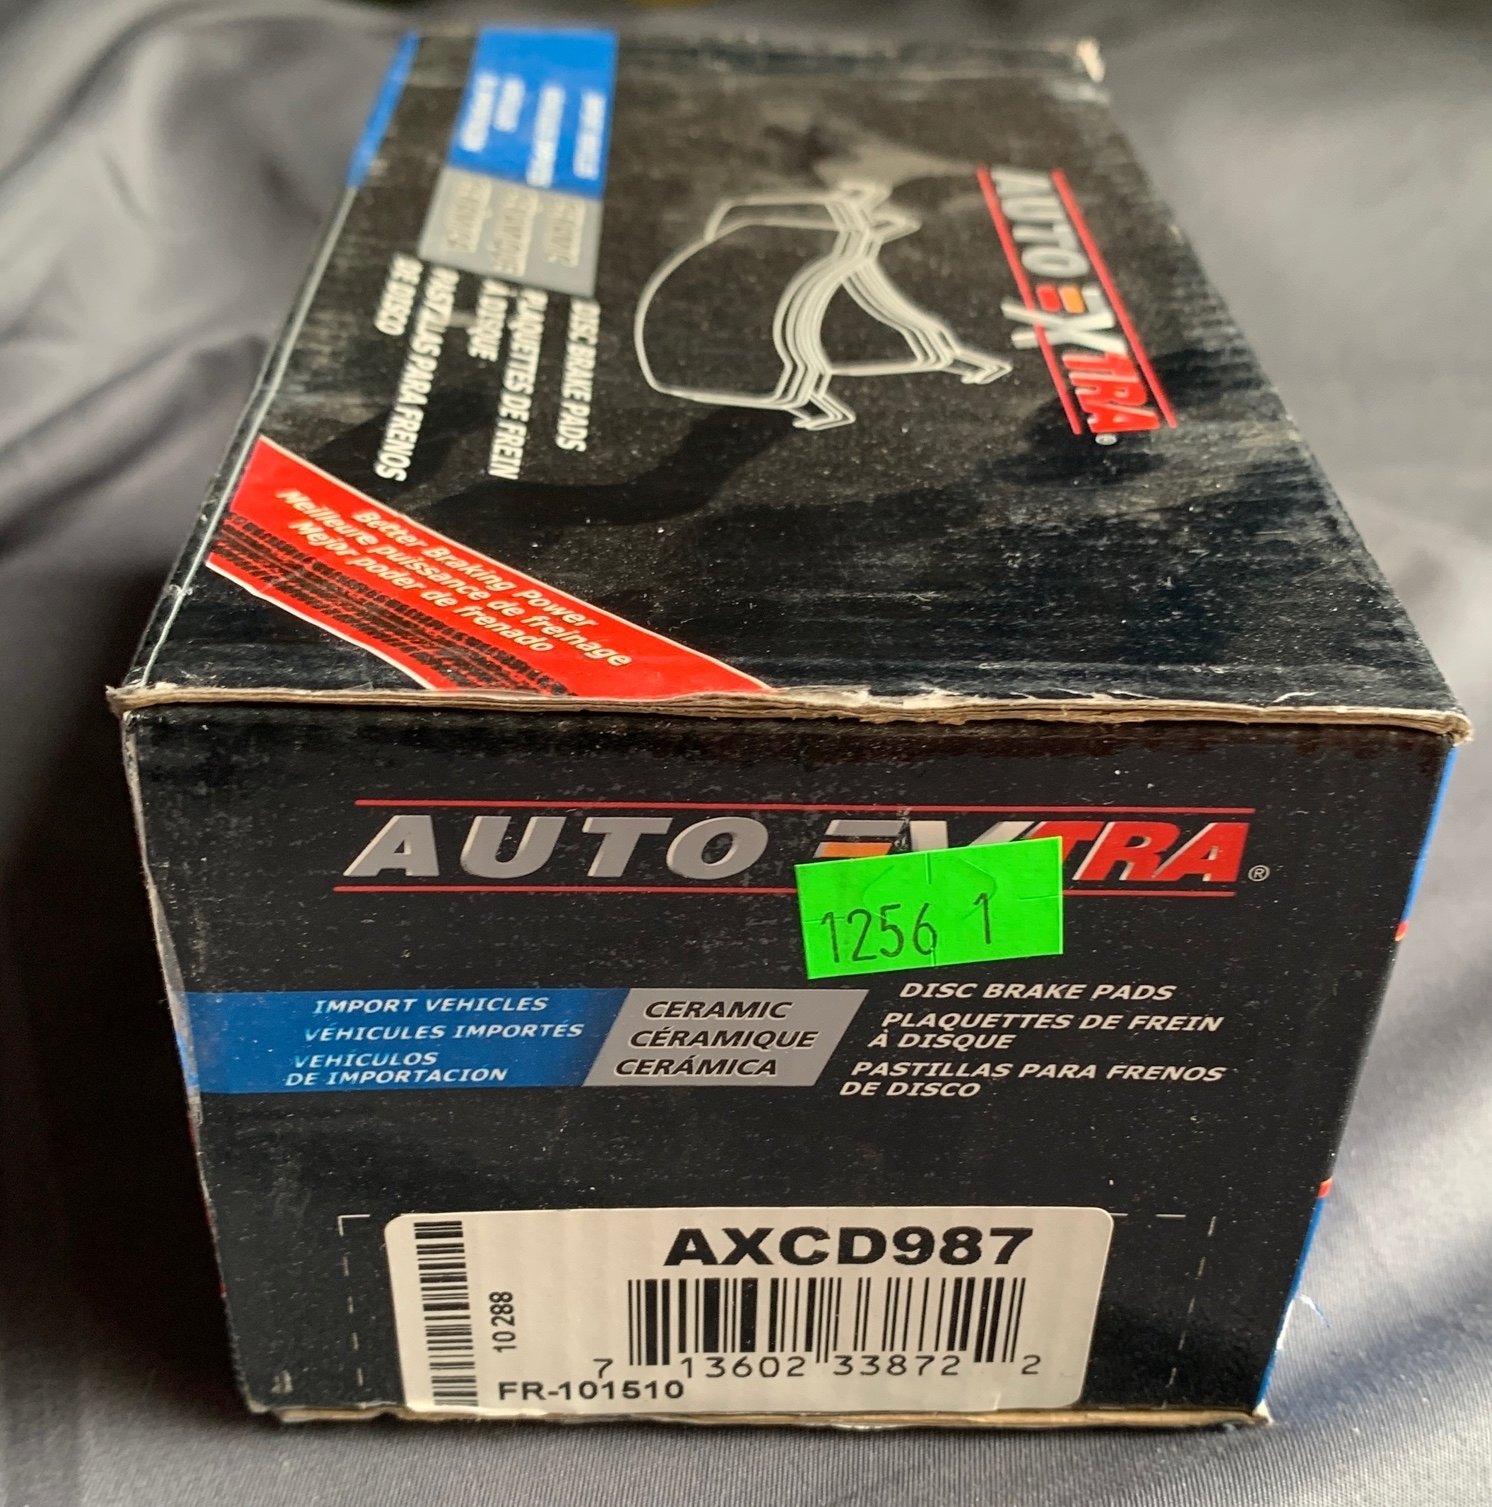 AUTO EXTRA®
DISC BRAKE PADS
PLAQUETTES DE FREIN
À DISQUE
PASTILLAS PARA FRENOS
DE DISCO
Better Braking Power
Meilleure puissance de freinage
Mejor poder de frenado
AUTO EXTRA®
1256 1
IMPORT VEHICLES
VÉHICULES IMPORTÉS
VEHICULOS
DE IMPORTACION
CERAMIC
CÉRAMIQUE
CERÁMICA
DISC BRAKE PADS
PLAQUETTES DE FREIN
À DISQUE
PASTILLAS PARA FRENOS
DE DISCO
AXCD987
10288
7 13602 33872 2
FR-101510